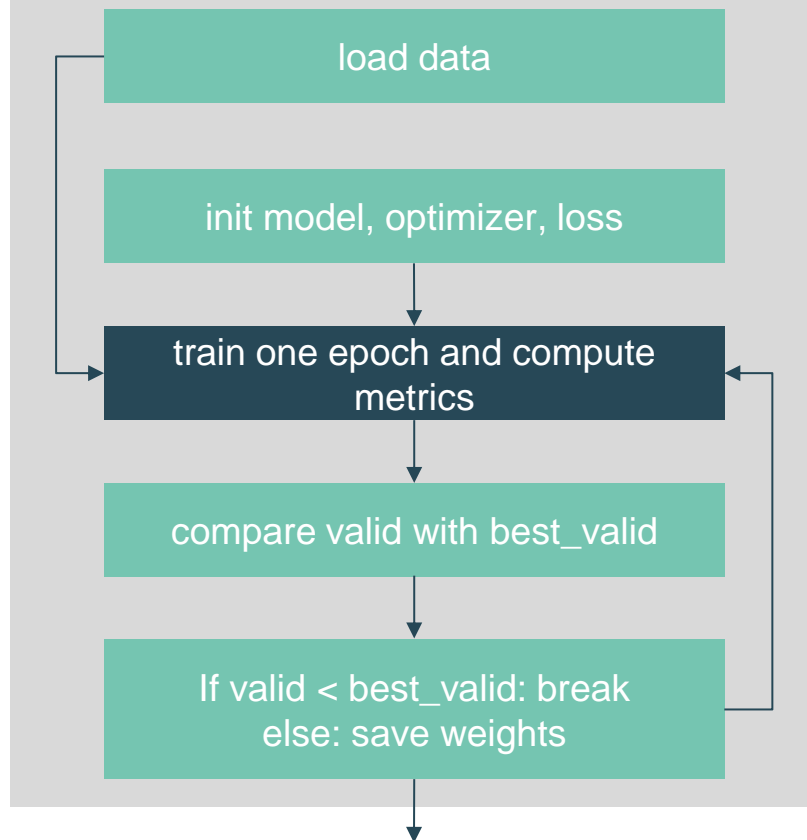 load data
init model, optimizer, loss
train one epoch and compute
metrics
compare valid with best_valid
If valid < best_valid: break
else: save weights